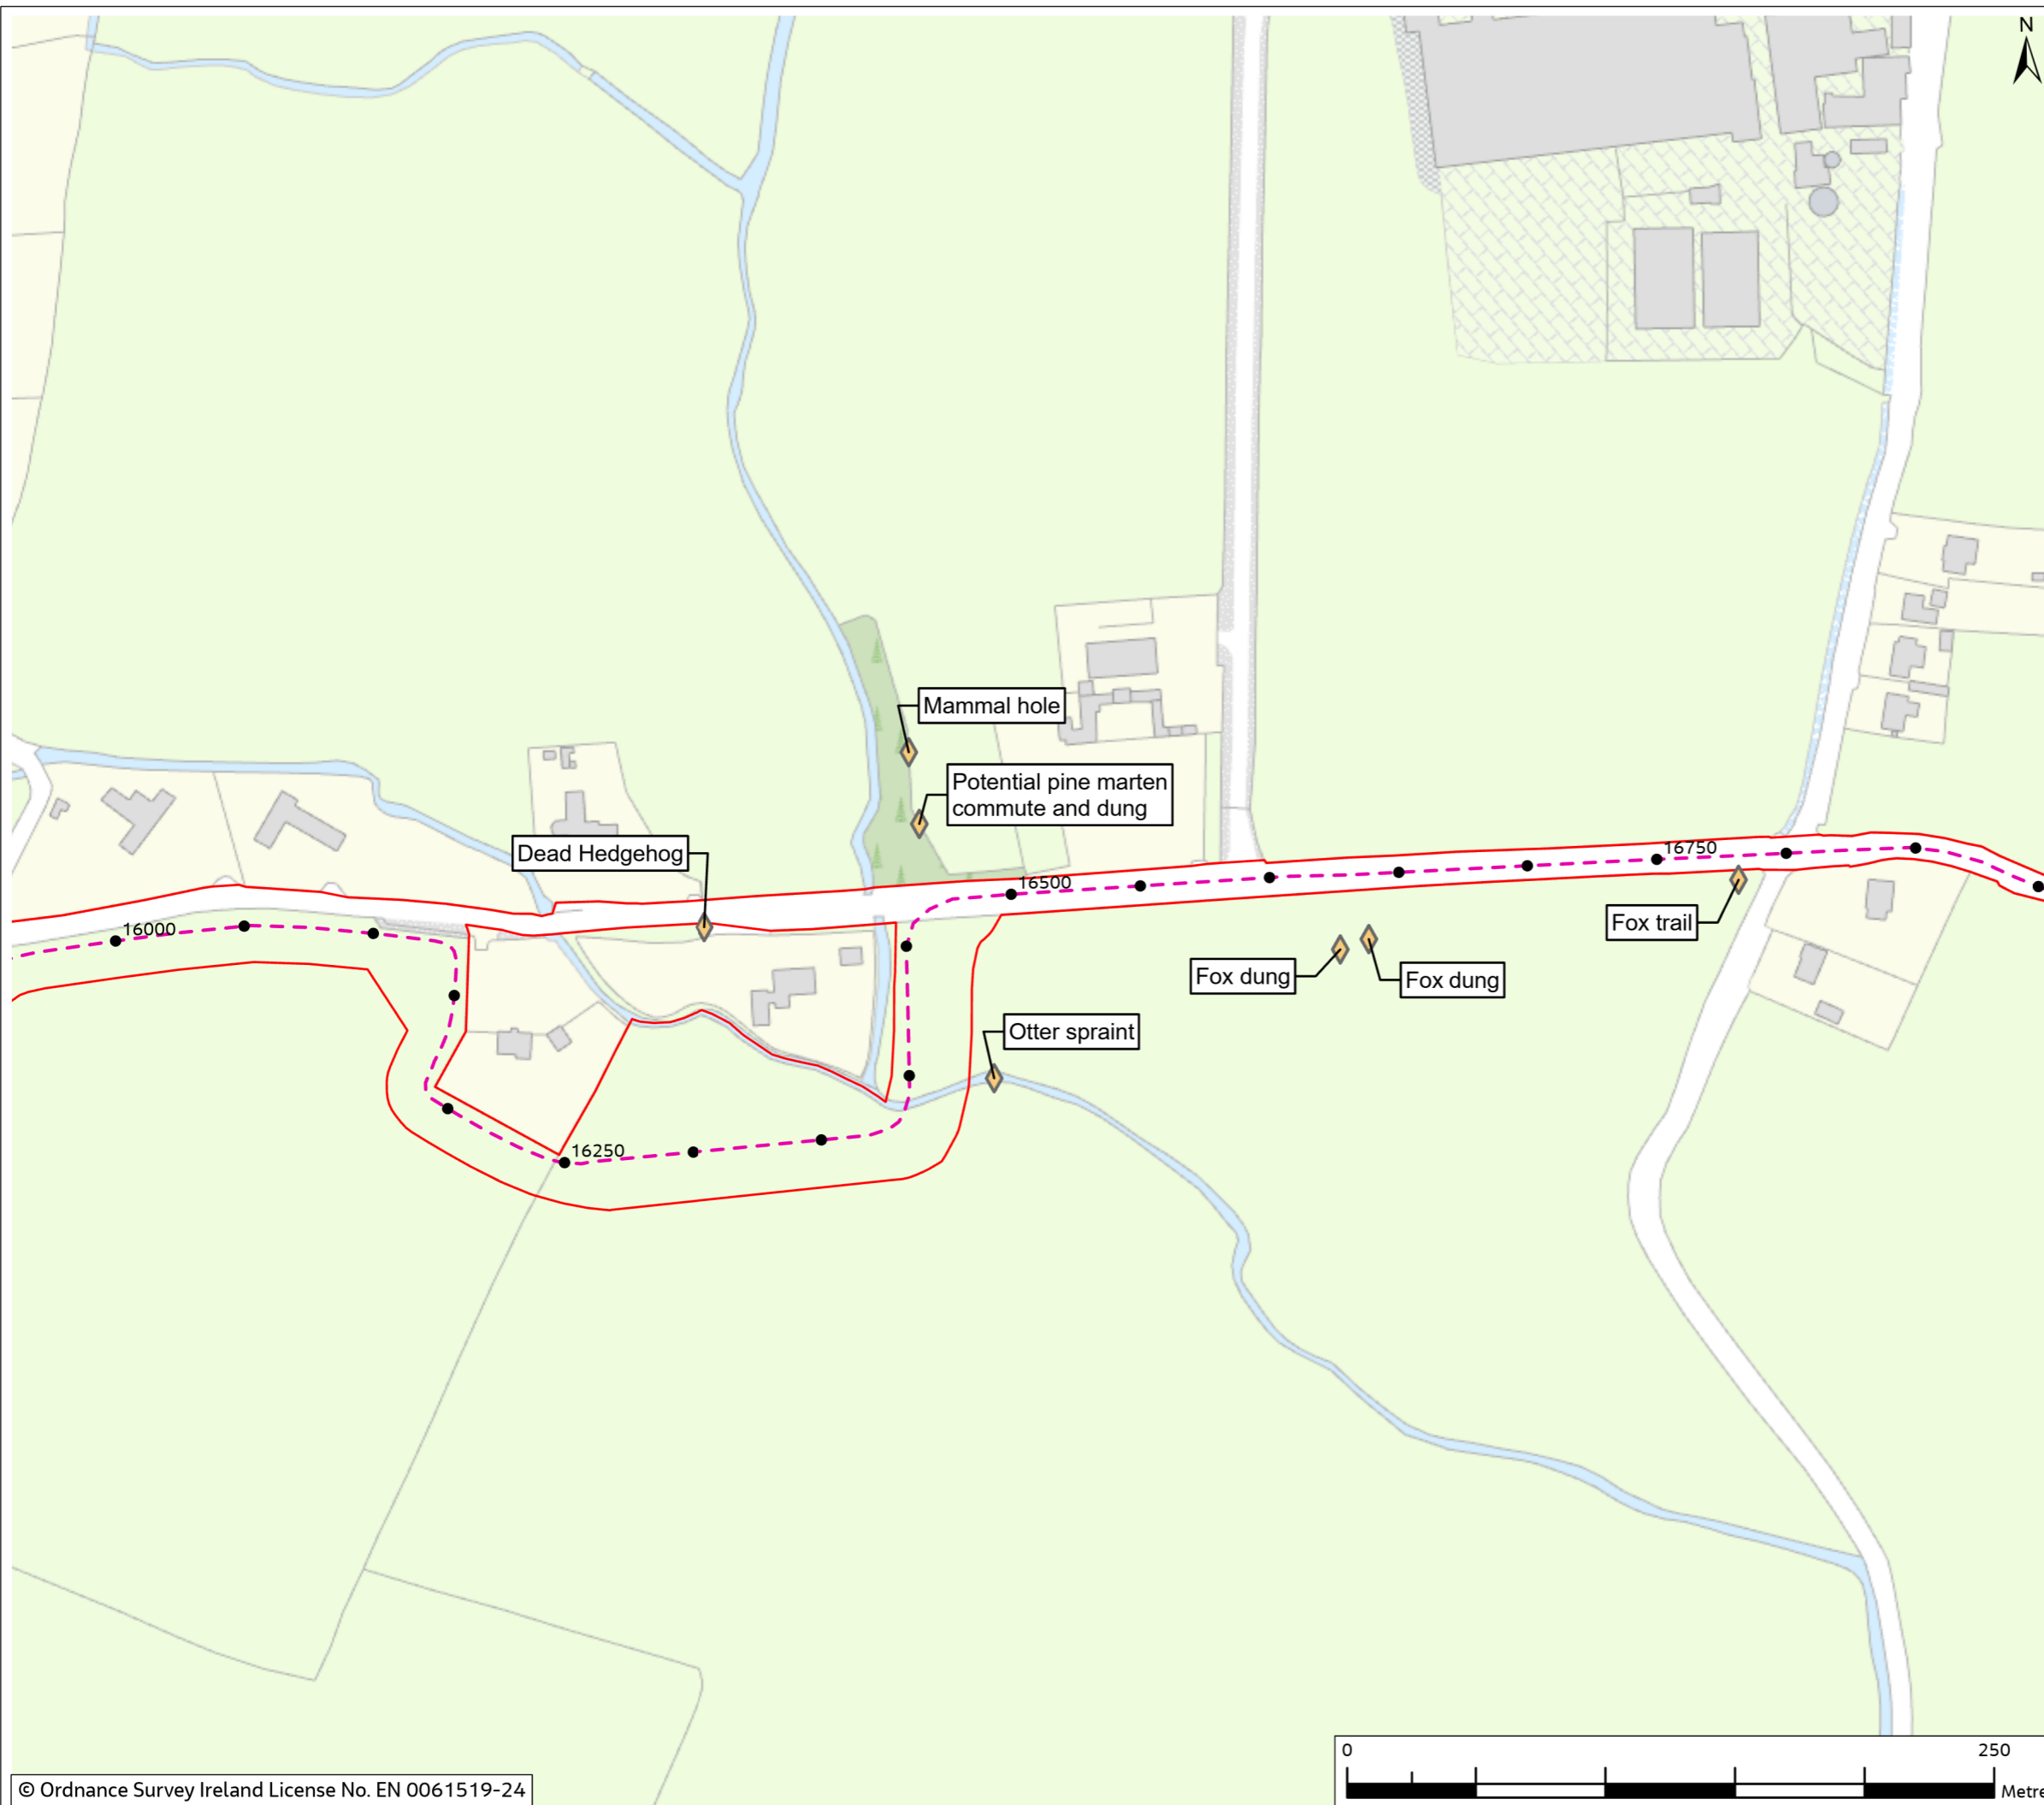 N
Mammal hole
Potential pine marten
commute and dung
Dead Hedgehog
16750
16500
Fox trail
16000
Fox dung
Fox dung
Otter spraint
16250
0
250
Metre
© Ordnance Survey Ireland License No. EN 0061519-24